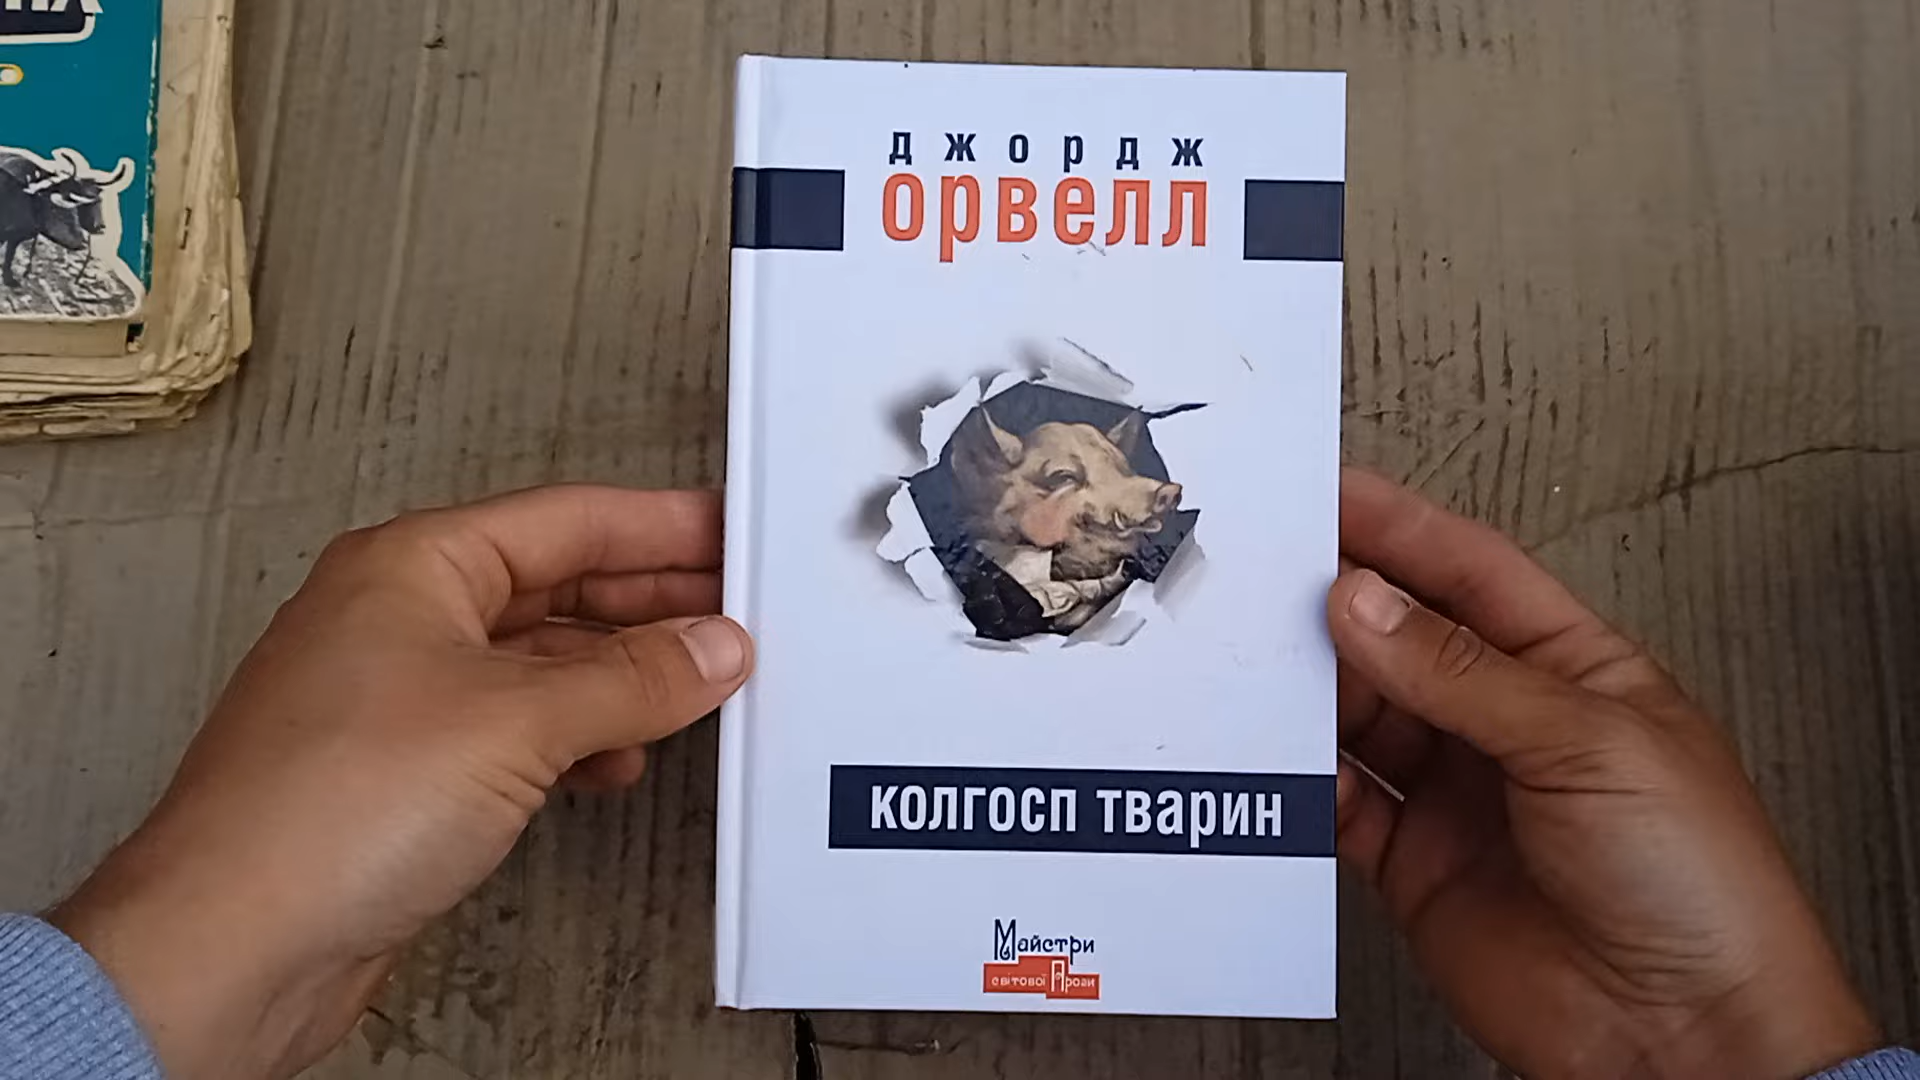 джордж
орвелл
колгосп тварин
Майстри
світової Прози